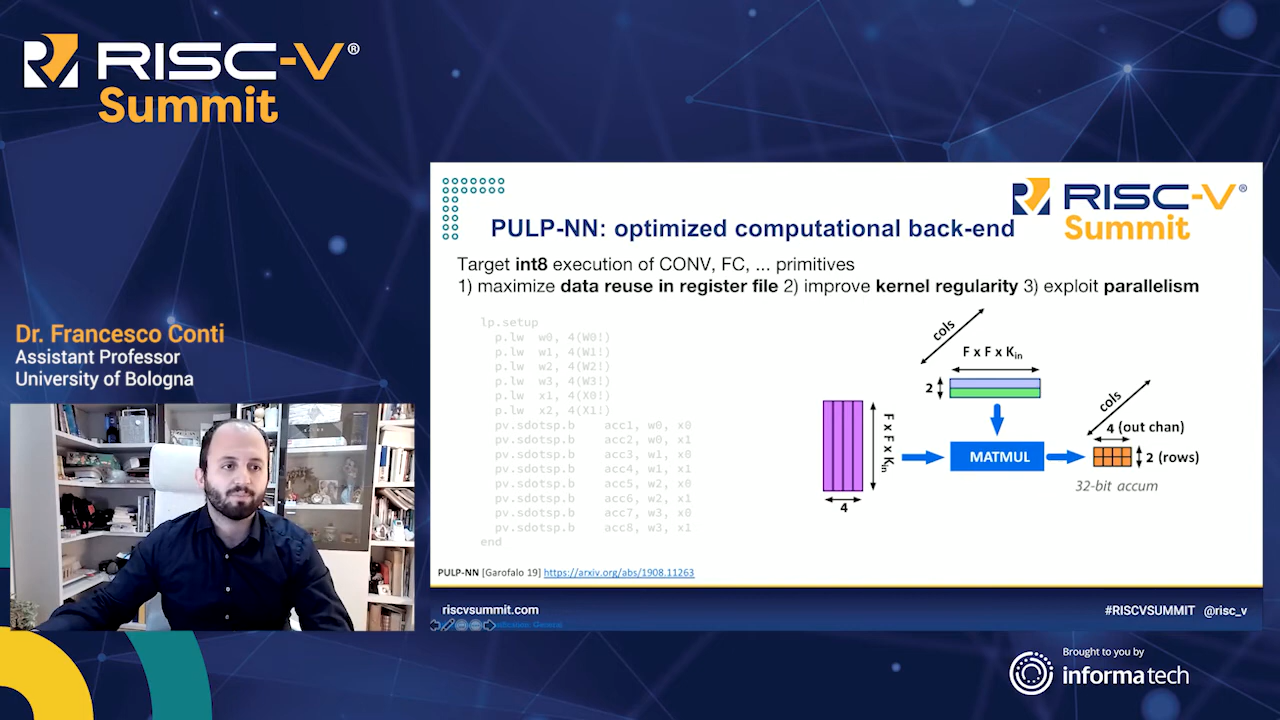 RISC-V®
Summit
Dr. Francesco Conti
Assistant Professor
University of Bologna
RISC-V®
Summit
PULP-NN: optimized computational back-end
Target int8 execution of CONV, FC, ... primitives
1) maximize data reuse in register file 2) improve kernel regularity 3) exploit parallelism
lp.setup
p.lw w0, 4(W0!)
p.lw w1, 4(W1!)
p.lw w2, 4(W2!)
p.lw w3, 4(W3!)
p.lw x1, 4(X0!)
p.lw x2, 4(X1!)
pv.sdotsp.b acc1, w0, x0
pv.sdotsp.b acc2, w0, x1
pv.sdotsp.b acc3, w1, x0
pv.sdotsp.b acc4, w1, x1
pv.sdotsp.b acc5, w2, x0
pv.sdotsp.b acc6, w2, x1
pv.sdotsp.b acc7, w3, x0
pv.sdotsp.b acc8, w3, x1
end
cols
F x F x Kin
2
F x F x Kin
4
MATMUL
cols
4 (out chan)
2 (rows)
32-bit accum
PULP-NN [Garofalo 19] https://arxiv.org/abs/1908.11263
riscvsummit.com
#RISCVSUMMIT @risc_v
Brought to you by
informa tech